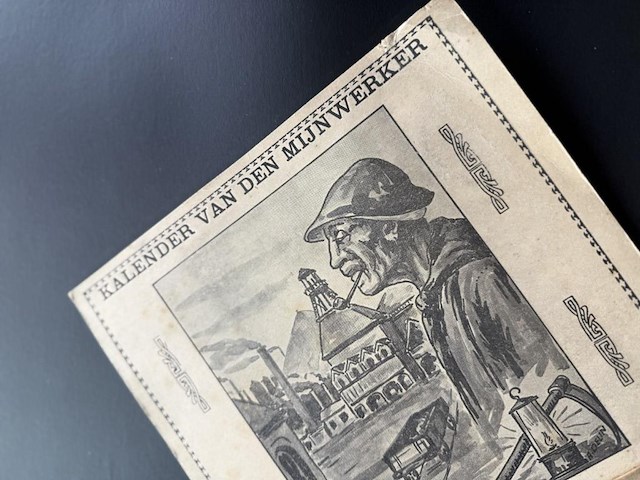 KALENDER VAN DEN MIJNWERKER